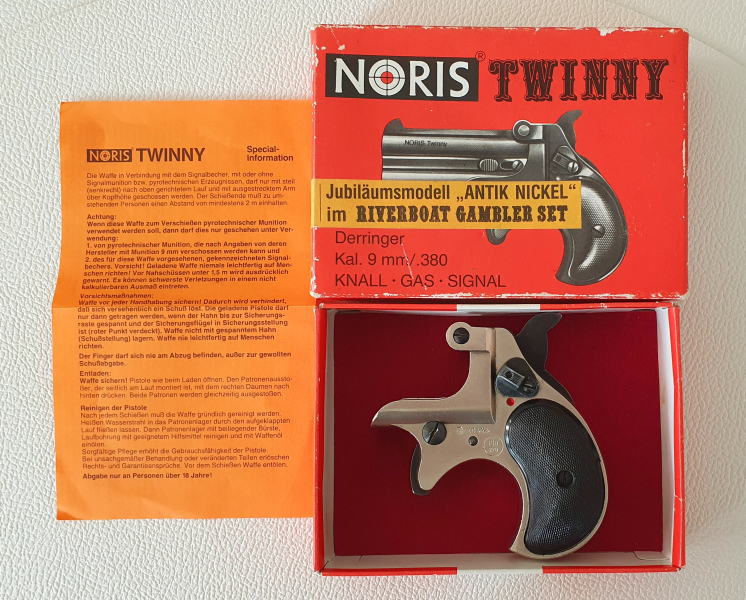 NORIS TWINNY
Special-
Information
Die Waffe in Verbindung mit dem Signalbecher, mit oder ohne
Signalmunition bzw. pyrotechnischen Erzeugnissen, darf nur mit steil
(senkrecht) nach oben gerichtetem Lauf und mit ausgestrecktem Arm
über Kopfhöhe geschossen werden. Der Schießende muß zu um-
stehenden Personen einen Abstand von mindestens 2 m einhalten.
Achtung:
Wenn diese Waffe zum Verschießen pyrotechnischer Munition
verwendet werden soll, dann darf dies nur geschehen unter Ver-
wendung:
1. von pyrotechnischer Munition, die nach Angaben von deren
Hersteller mit Munition 9 mm verschossen werden kann und
2. des für diese Waffe vorgesehenen, gekennzeichneten Signal-
bechers. Vorsicht! Geladene Waffe niemals leichtfertig auf Men-
schen richten! Vor Nahschüssen unter 1,5 m wird ausdrücklich
gewarnt. Es können schwerste Verletzungen in einem nicht
kalkulierbaren Ausmaß eintreten.
Vorsichtsmaßnahmen:
Waffe vor jeder Handhabung sichern! Dadurch wird verhindert,
daß sich versehentlich ein Schuß löst. Die geladene Pistole darf
nur dann getragen werden, wenn der Hahn bis zur Sicherungs-
raste gespannt und der Sicherungsflügel in Sicherungsstellung
ist (roter Punkt verdeckt). Waffe nicht mit gespanntem Hahn
(Schußstellung) lagern. Waffe nie leichtfertig auf Menschen
richten.
Der Finger darf sich nie am Abzug befinden, außer zur gewollten
Schußabgabe.
Entladen:
Waffe sichern! Pistole wie beim Laden öffnen. Den Patronenaussto-
ßer, der seitlich am Lauf montiert ist, mit dem rechten Daumen nach
hinten drücken. Beide Patronen werden gleichzeitig ausgestoßen.
Reinigen der Pistole
Nach jedem Schießen muß die Waffe gründlich gereinigt werden.
Heißen Wasserstrahl in das Patronenlager durch den aufgeklappten
Lauf fließen lassen. Dann Patronenlager mit beiliegender Bürste,
Laufbohrung mit geeignetem Hilfsmittel reinigen und mit Waffenöl
einölen.
Sorgfältige Pflege erhöht die Gebrauchsfähigkeit der Pistole
Bei unsachgemäßer Behandlung oder veränderten Teilen erlöschen
Rechts- und Garantieansprüche. Vor dem Schießen Waffe entölen.
Abgabe nur an Personen über 18 Jahre!
NORIS® TWINNY
NORIS Twinny
Jubiläumsmodell „ANTIK NICKEL"
im RIVERBOAT GAMBLER SET
Derringer
Kal. 9 mm/.380
KNALL · GAS · SIGNAL